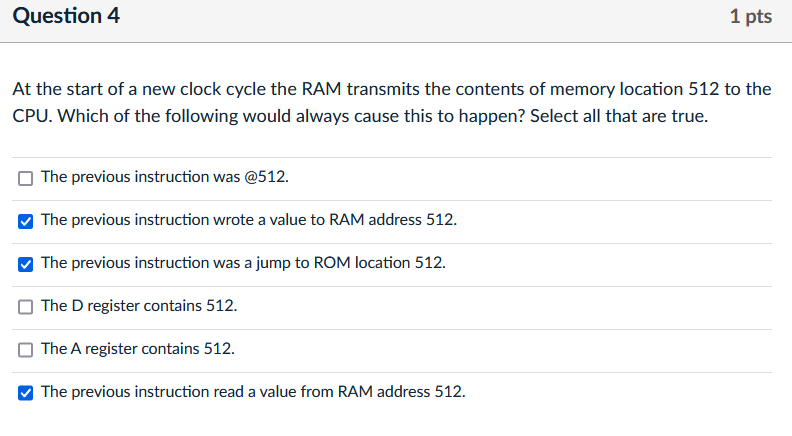 Question 4
1 pts
At the start of a new clock cycle the RAM transmits the contents of memory location 512 to the
CPU. Which of the following would always cause this to happen? Select all that are true.
The previous instruction was @512.
The previous instruction wrote a value to RAM address 512.
The previous instruction was a jump to ROM location 512.
The D register contains 512.
The A register contains 512.
The previous instruction read a value from RAM address 512.